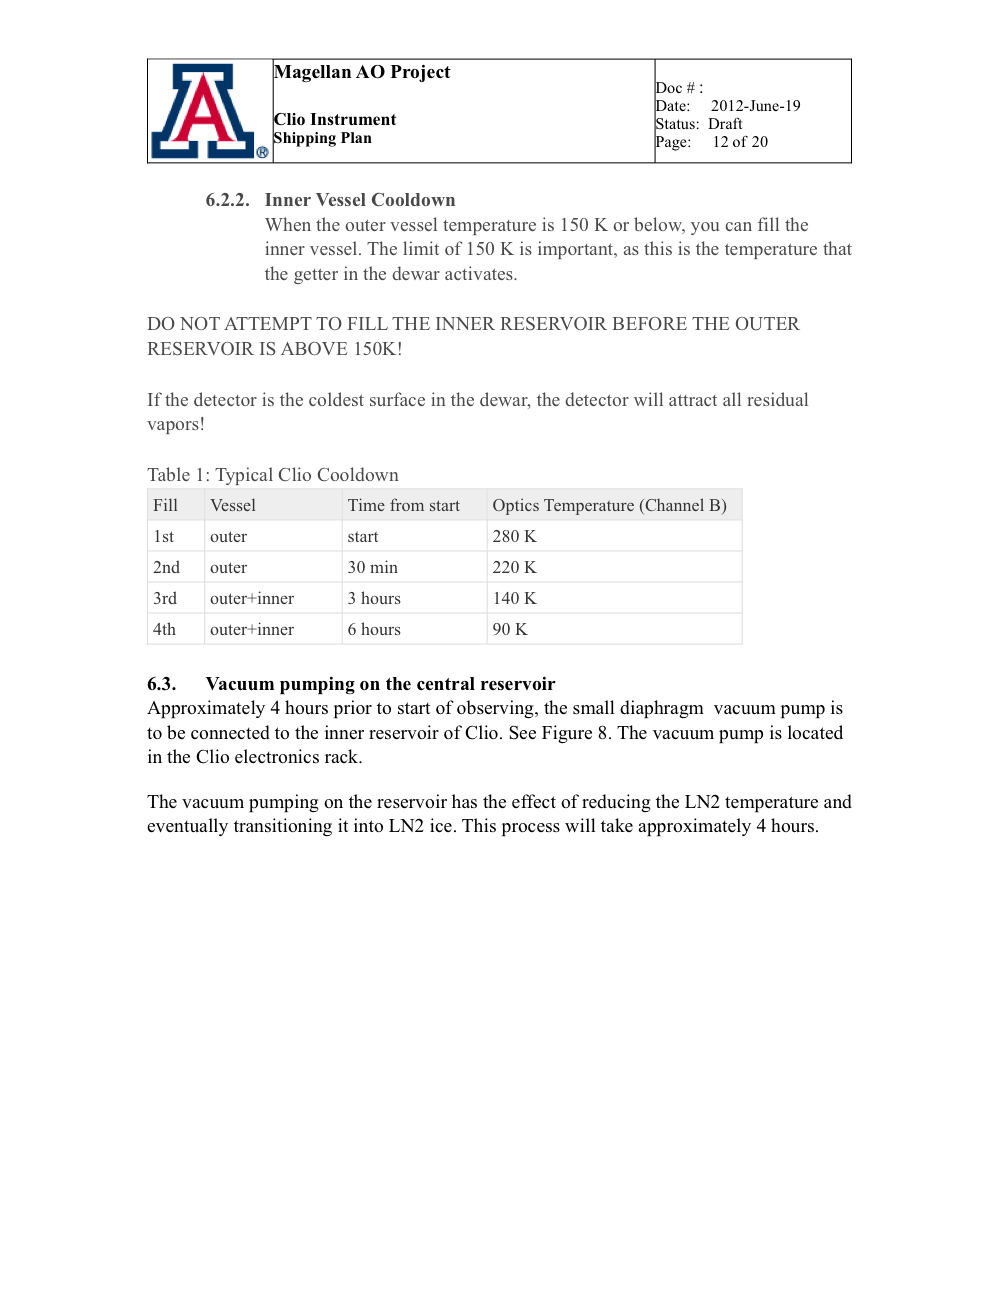 Magellan AO Project
Clio Instrument
Shipping Plan
Doc # :
Date: 2012-June-19
Status: Draft
Page: 12 of 20
A
®
6.2.2. Inner Vessel Cooldown
When the outer vessel temperature is 150 K or below, you can fill the
inner vessel. The limit of 150 K is important, as this is the temperature that
the getter in the dewar activates.
DO NOT ATTEMPT TO FILL THE INNER RESERVOIR BEFORE THE OUTER
RESERVOIR IS ABOVE 150K!
If the detector is the coldest surface in the dewar, the detector will attract all residual
vapors!
Table 1: Typical Clio Cooldown
Fill Vessel Time from start Optics Temperature (Channel B)
1st outer start 280 K
2nd outer 30 min 220 K
3rd outer+inner 3 hours 140 K
4th outer+inner 6 hours 90 K
6.3. Vacuum pumping on the central reservoir
Approximately 4 hours prior to start of observing, the small diaphragm vacuum pump is
to be connected to the inner reservoir of Clio. See Figure 8. The vacuum pump is located
in the Clio electronics rack.
The vacuum pumping on the reservoir has the effect of reducing the LN2 temperature and
eventually transitioning it into LN2 ice. This process will take approximately 4 hours.